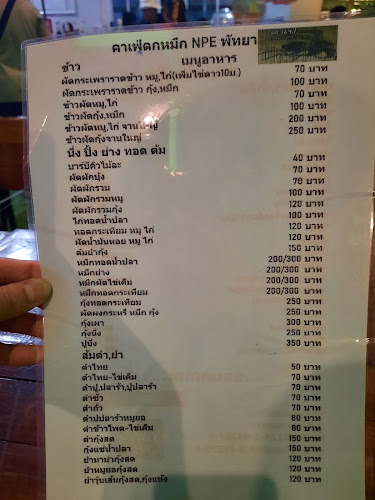 คาเฟ่ตกหมึก NPE พัทยา
ข้าว เมนูอาหาร
ผัดกระเพราราดข้าว หมู,ไก่(เพิ่มไข่ดาว10บ.) 70 บาท
ผัดกระเพราราดข้าว กุ้ง,หมึก 100 บาท
ข้าวผัดหมู,ไก่ 70 บาท
ข้าวผัดกุ้ง,หมึก 100 บาท
ข้าวผัดหมู,ไก่ จานใหญ่ 200 บาท
ข้าวผัดกุ้งจานใหญ่ 250 บาท
นึ่ง ปิ้ง ย่าง ทอด ต้ม
บาร์บีคิวไม้ละ 40 บาท
ผัดผักบุ้ง 70 บาท
ผัดผักรวม 70 บาท
ผัดผักรวมหมู 100 บาท
ผัดผักรวมกุ้ง 120 บาท
ไก่ทอดน้ำปลา 100 บาท
ทอดกระเทียม หมู ไก่ 120 บาท
ผัดน้ำมันหอย หมู ไก่ 120 บาท
ต้มยำกุ้ง 150 บาท
หมึกทอดน้ำปลา 200/300 บาท
หมึกย่าง 200/300 บาท
หมึกผัดไข่เค็ม 200/300 บาท
หมึกทอดกระเทียม 200/300 บาท
กุ้งทอดกระเทียม 250 บาท
ผัดผงกระหรี่ หมึก กุ้ง 250 บาท
กุ้งเผา 300 บาท
กุ้งนึ่ง 250 บาท
ปูนึ่ง 350 บาท
ส้มตำ,ยำ
ตำไทย 50 บาท
ตำไทย-ไข่เค็ม 70 บาท
ตำปู,ปลาร้า,ปูปลาร้า 70 บาท
ตำซั่ว 70 บาท
ตำถั่ว 70 บาท
ตำปูปลาร้าหมูยอ 80 บาท
ตำข้าวโพด-ไข่เค็ม 80 บาท
ตำกุ้งสด 150 บาท
กุ้งแช่น้ำปลา 150 บาท
ยำมาม่ากุ้งสด 150 บาท
ยำหมูยอกุ้งสด 120 บาท
ยำวุ้นเส้นกุ้งสด,กุ้งแห้ง 120 บาท